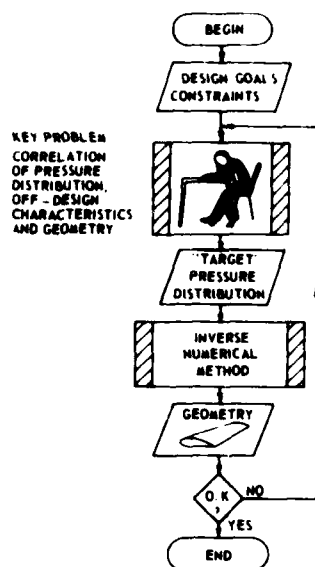 BEGIN
DESIGN GOALS
CONSTRAINTS
KEY PROBLEM
CORRELATION
OF PRESSURE
DISTRIBUTION,
OFF-DESIGN
CHARACTERISTICS
AND GEOMETRY
"TARGET"
PRESSURE
DISTRIBUTION
INVERSE
NUMERICAL
METHOD
GEOMETRY
O.K
?
NO
YES
END